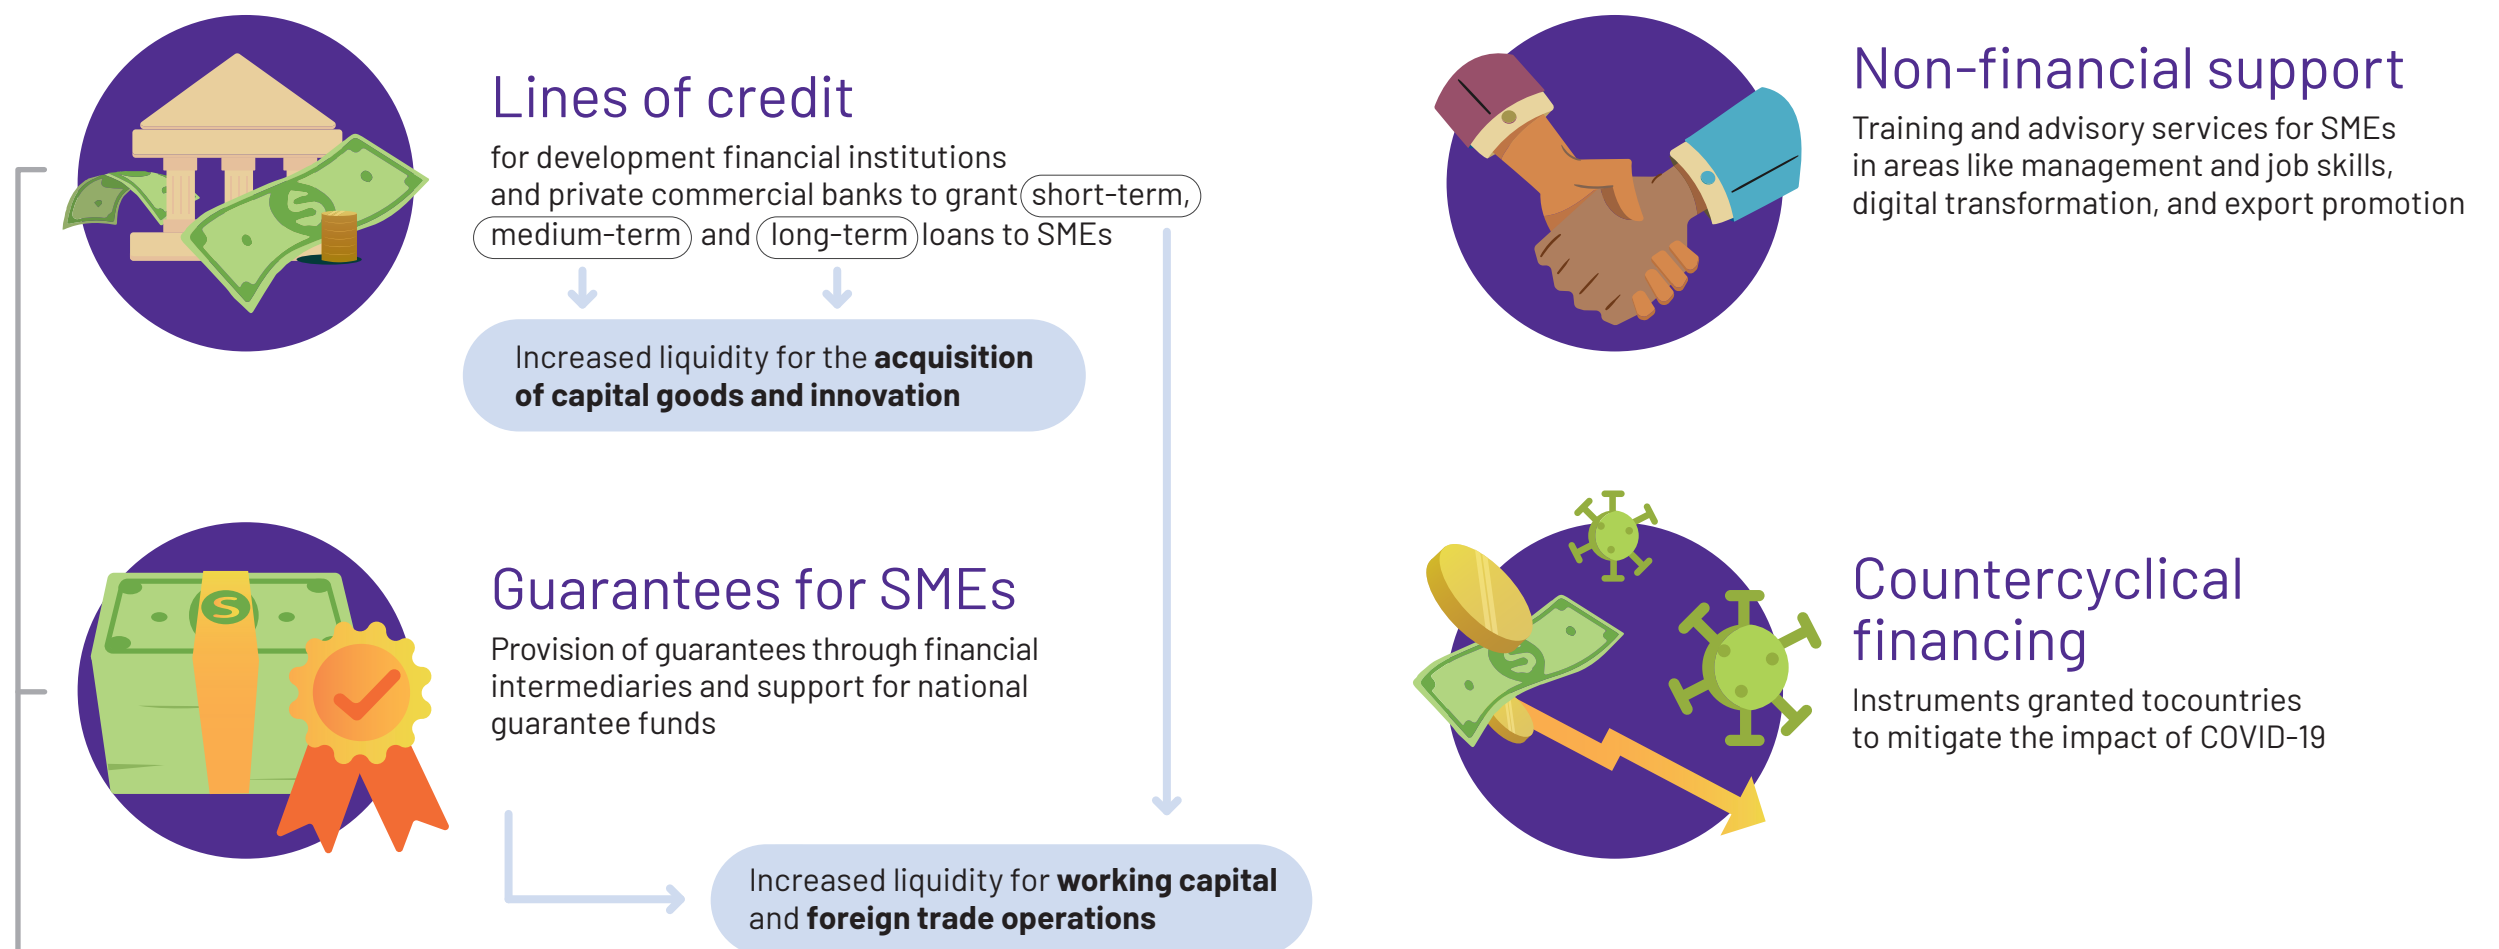 Lines of credit
for development financial institutions
and private commercial banks to grant short-term,
medium-term and long-term loans to SMEs
Increased liquidity for the acquisition
of capital goods and innovation
Guarantees for SMEs
Provision of guarantees through financial
intermediaries and support for national
guarantee funds
Increased liquidity for working capital
and foreign trade operations
Non-financial support
Training and advisory services for SMEs
in areas like management and job skills,
digital transformation, and export promotion
Countercyclical
financing
Instruments granted tocountries
to mitigate the impact of COVID-19